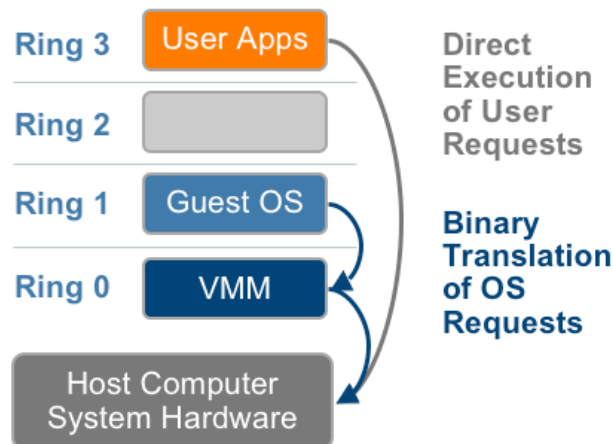 Ring 3
User Apps
Ring 2
Ring 1
Guest OS
Ring 0
VMM
Host Computer
System Hardware
Direct
Execution
of User
Requests
Binary
Translation
of OS
Requests